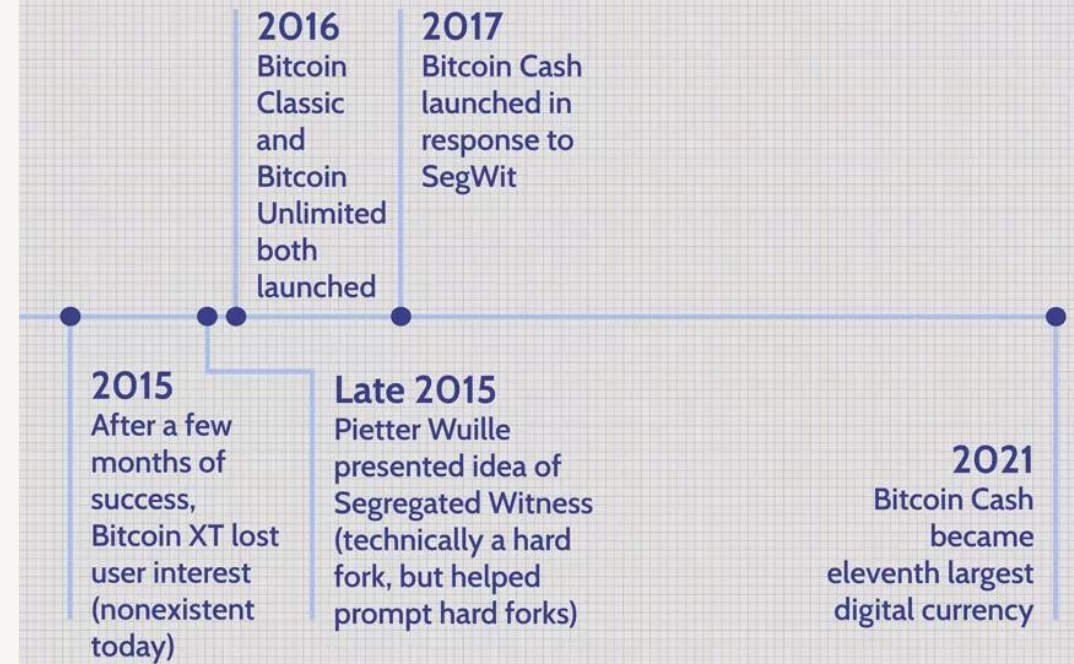 2016
Bitcoin
Classic
and
Bitcoin
Unlimited
both
launched
2017
Bitcoin Cash
launched in
response to
SegWit
2015
After a few
months of
success,
Bitcoin XT lost
user interest
(nonexistent
today)
Late 2015
Pietter Wuille
presented idea of
Segregated Witness
(technically a hard
fork, but helped
prompt hard forks)
2021
Bitcoin Cash
became
eleventh largest
digital currency